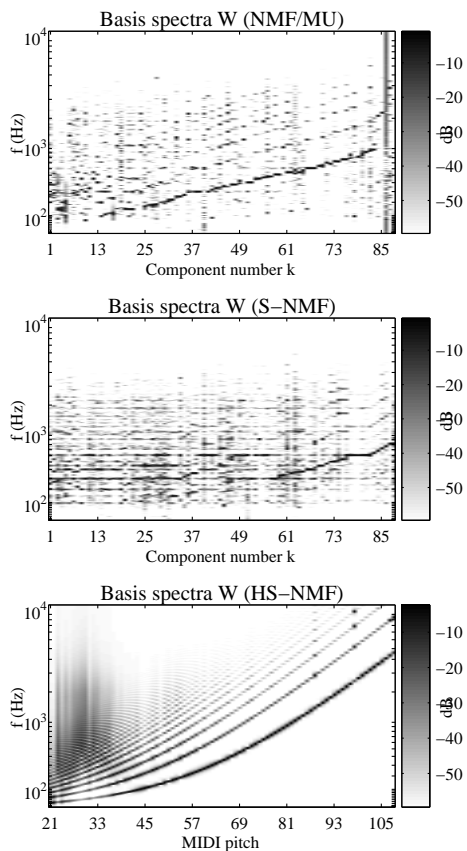 Basis spectra W (NMF/MU)
10^4
10^3
10^2
f (Hz)
1 13 25 37 49 61 73 85
Component number k
−10
−20
−30
−40
−50
dB
Basis spectra W (S−NMF)
10^4
10^3
10^2
f (Hz)
1 13 25 37 49 61 73 85
Component number k
−10
−20
−30
−40
−50
dB
Basis spectra W (HS−NMF)
10^4
10^3
10^2
f (Hz)
21 33 45 57 69 81 93 105
MIDI pitch
−10
−20
−30
−40
−50
dB